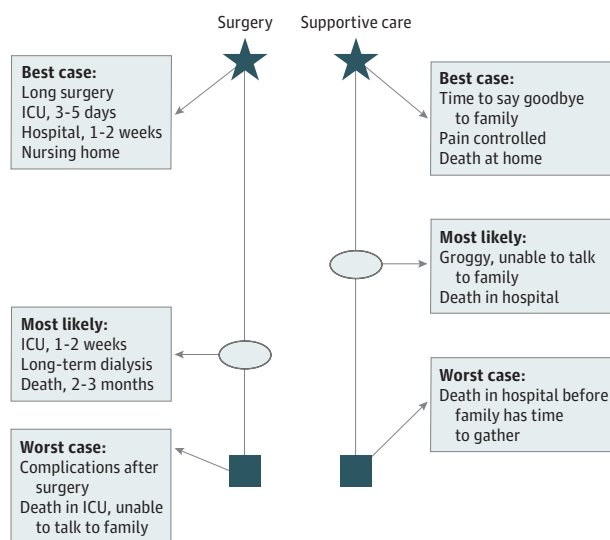 Surgery
Supportive care
Best case:
Long surgery
ICU, 3-5 days
Hospital, 1-2 weeks
Nursing home
Best case:
Time to say goodbye
to family
Pain controlled
Death at home
Most likely:
Groggy, unable to talk
to family
Death in hospital
Most likely:
ICU, 1-2 weeks
Long-term dialysis
Death, 2-3 months
Worst case:
Death in hospital before
family has time
to gather
Worst case:
Complications after
surgery
Death in ICU, unable
to talk to family